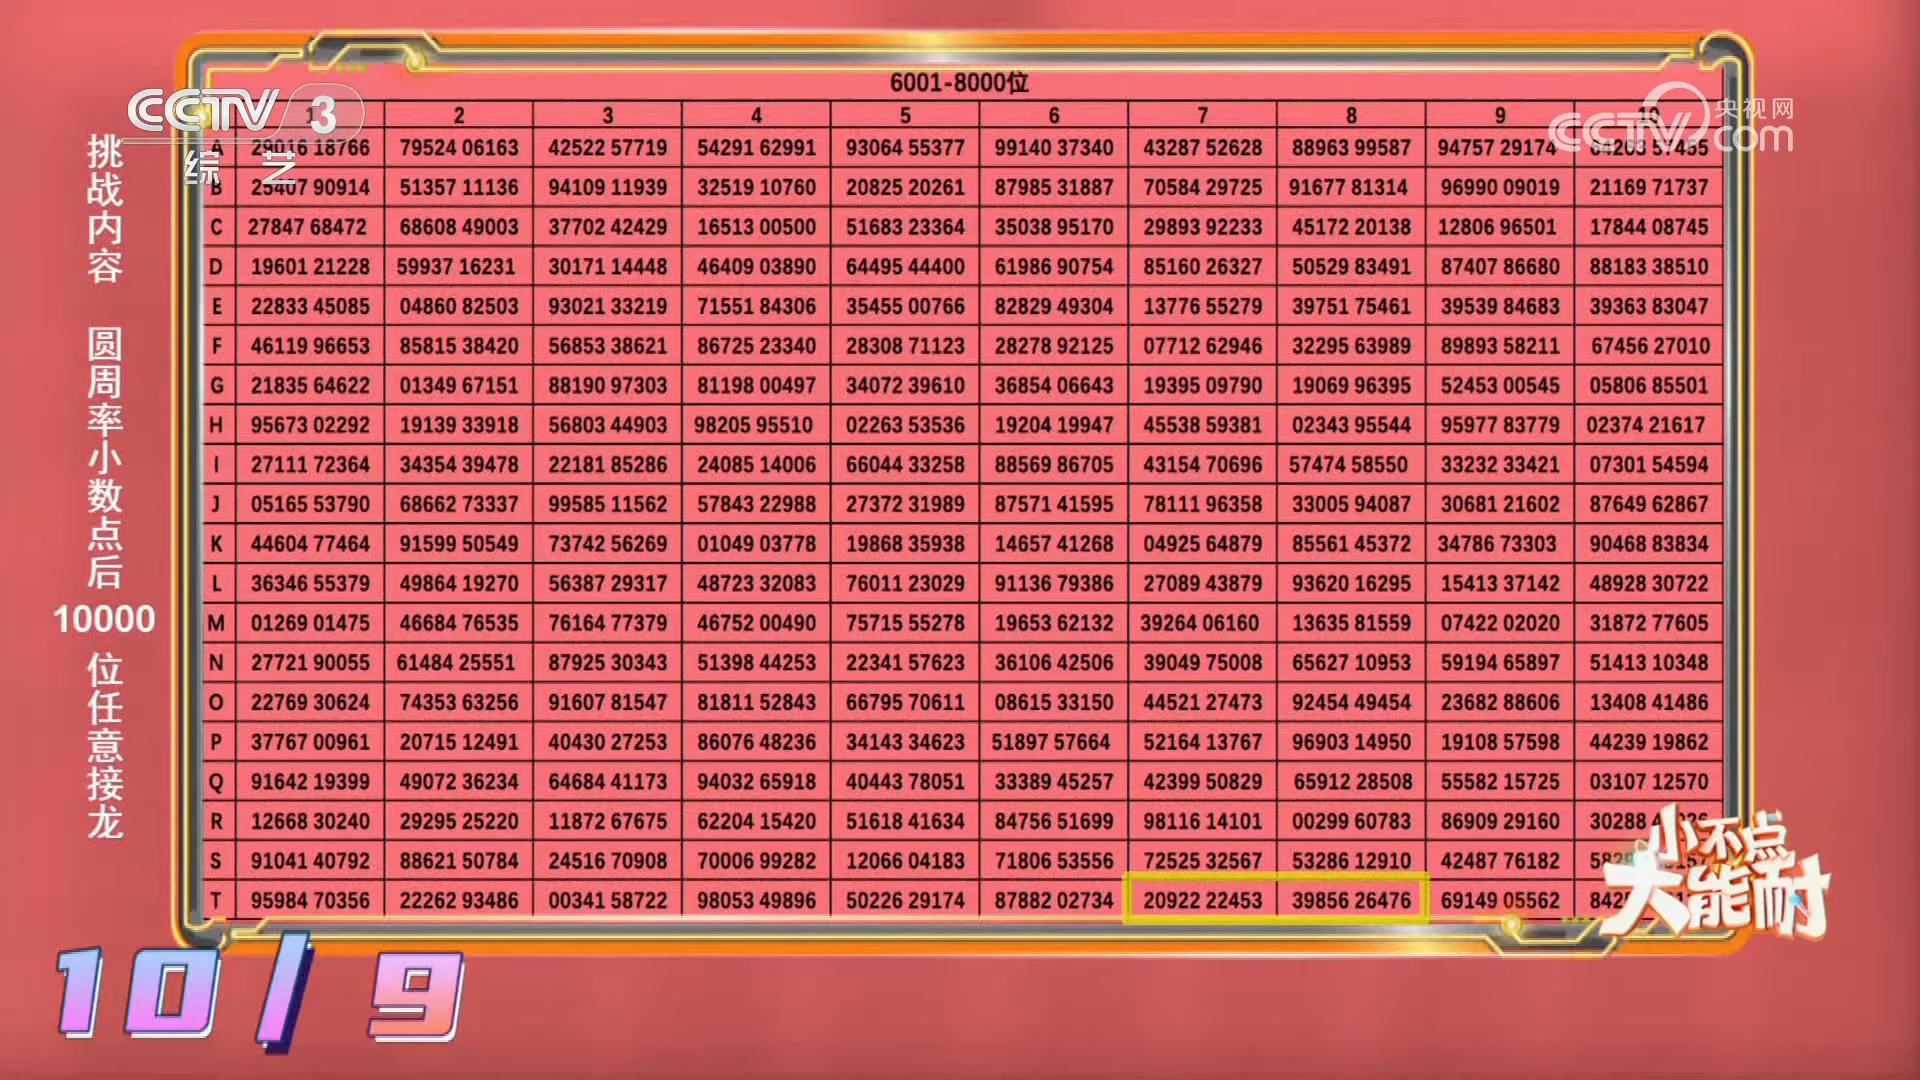 6001-8000位
1 2 3 4 5 6 7 8 9 10
A 29016 18766 79524 06163 42522 57719 54291 62991 93064 55377 99140 37340 43287 52628 88963 99587 94757 29174 64263 57455
B 25407 90914 51357 11136 94109 11939 32519 10760 20825 20261 87985 31887 70584 29725 91677 81314 96990 09019 21169 71737
C 27847 68472 68608 49003 37702 42429 16513 00500 51683 23364 35038 95170 29893 92233 45172 20138 12806 96501 17844 08745
D 19601 21228 59937 16231 30171 14448 46409 03890 64495 44400 61986 90754 85160 26327 50529 83491 87407 86680 88183 38510
E 22833 45085 04860 82503 93021 33219 71551 84306 35455 00766 82829 49304 13776 55279 39751 75461 39539 84683 39363 83047
F 46119 96653 85815 38420 56853 38621 86725 23340 28308 71123 28278 92125 07712 62946 32295 63989 89893 58211 67456 27010
G 21835 64622 01349 67151 88190 97303 81198 00497 34072 39610 36854 06643 19395 09790 19069 96395 52453 00545 05806 85501
H 95673 02292 19139 33918 56803 44903 98205 95510 02263 53536 19204 19947 45538 59381 02343 95544 95977 83779 02374 21617
I 27111 72364 34354 39478 22181 85286 24085 14006 66044 33258 88569 86705 43154 70696 57474 58550 33232 33421 07301 54594
J 05165 53790 68662 73337 99585 11562 57843 22988 27372 31989 87571 41595 78111 96358 33005 94087 30681 21602 87649 62867
K 44604 77464 91599 50549 73742 56269 01049 03778 19868 35938 14657 41268 04925 64879 85561 45372 34786 73303 90468 83834
L 36346 55379 49864 19270 56387 29317 48723 32083 76011 23029 91136 79386 27089 43879 93620 16295 15413 37142 48928 30722
M 01269 01475 46684 76535 76164 77379 46752 00490 75715 55278 19653 62132 39264 06160 13635 81559 07422 02020 31872 77605
N 27721 90055 61484 25551 87925 30343 51398 44253 22341 57623 36106 42506 39049 75008 65627 10953 59194 65897 51413 10348
O 22769 30624 74353 63256 91607 81547 81811 52843 66795 70611 08615 33150 44521 27473 92454 49454 23682 88606 13408 41486
P 37767 00961 20715 12491 40430 27253 86076 48236 34143 34623 51897 57664 52164 13767 96903 14950 19108 57598 44239 19862
Q 91642 19399 49072 36234 64684 41173 94032 65918 40443 78051 33389 45257 42399 50829 65912 28508 55582 15725 03107 12570
R 12668 30240 29295 25220 11872 67675 62204 15420 51618 41634 84756 51699 98116 14101 00299 60783 86909 29160 30288
S 91041 40792 88621 50784 24516 70908 70006 99282 12066 04183 71806 53556 72525 32567 53286 12910 42487 76182
T 95984 70356 22262 93486 00341 58722 98053 49896 50226 29174 87882 02734 20922 22453 39856 26476 69149 05562
挑战内容 圆周率小数点后10000位任意接龙
CCTV 3
综艺
央视网
CCTV.com
小不点
大能耐
10/9